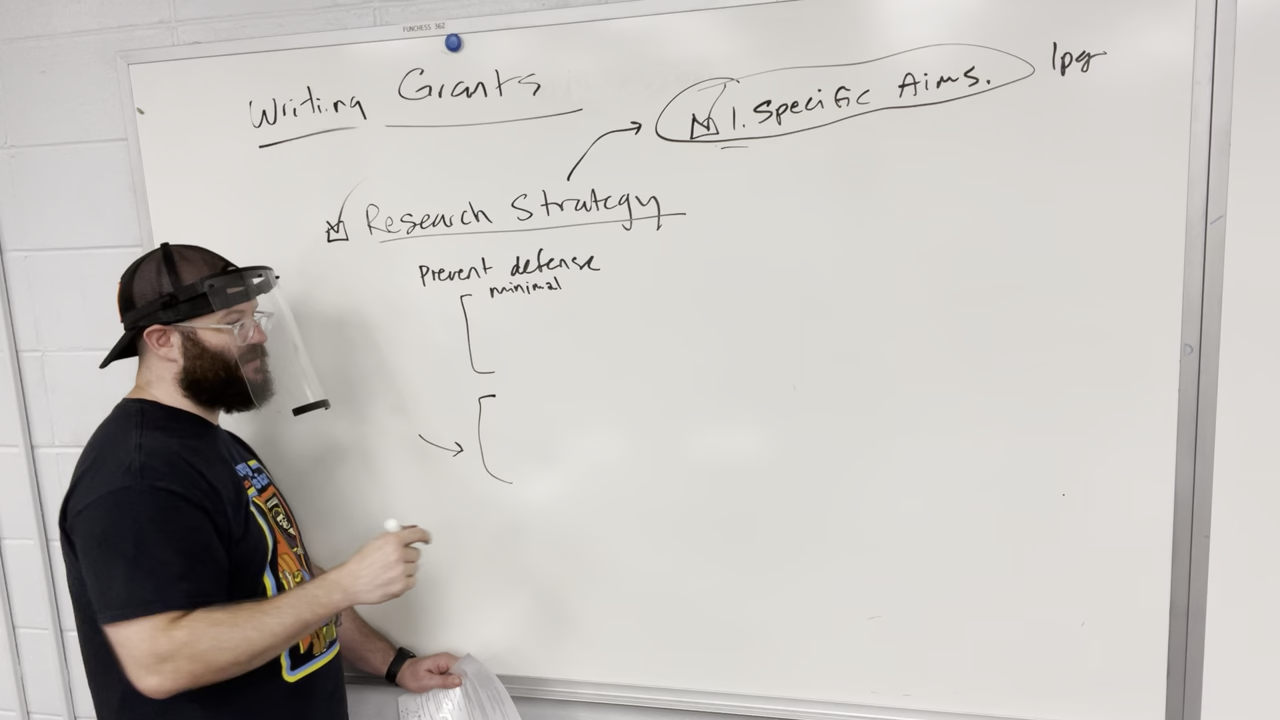 FUNCHESS 362
Writing Grants
1. Specific Aims.
1pg
Research Strategy
Prevent defense
minimal